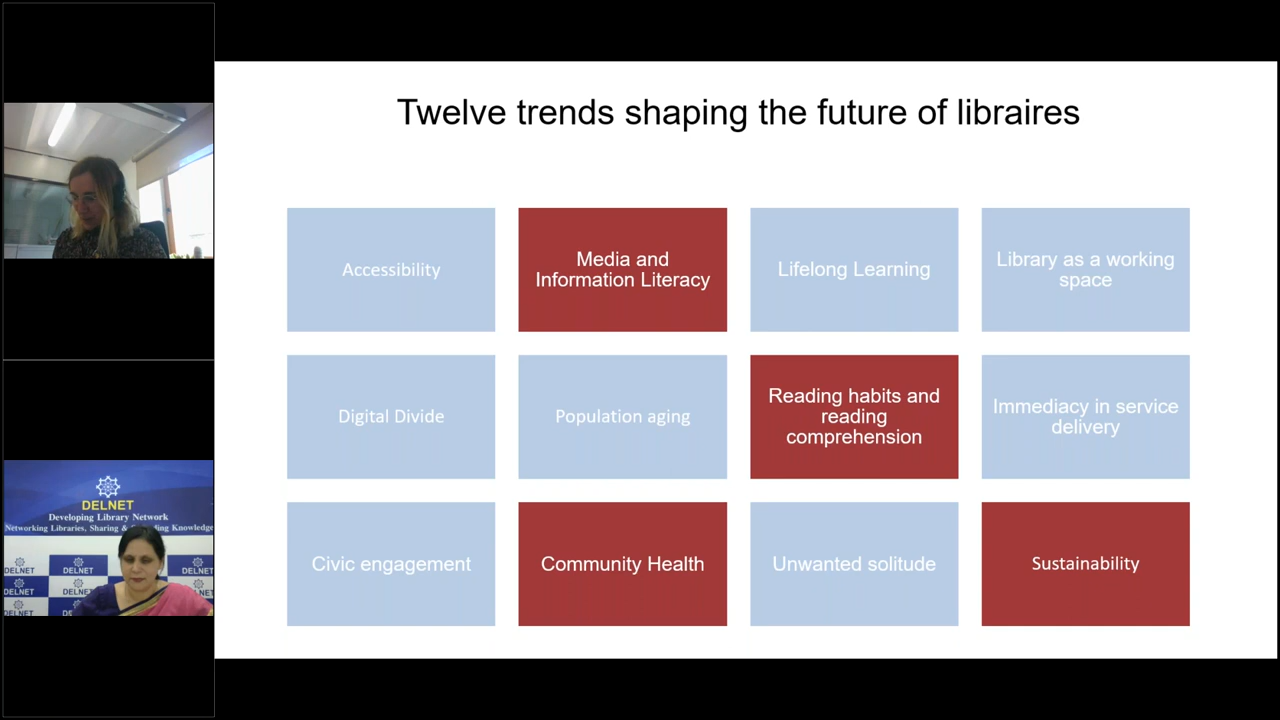 Twelve trends shaping the future of libraires
Accessibility
Media and
Information Literacy
Lifelong Learning
Library as a working
space
Digital Divide
Population aging
Reading habits and
reading
comprehension
Immediacy in service
delivery
Civic engagement
Community Health
Unwanted solitude
Sustainability
DELNET
Developing Library Network
Networking Libraries, Sharing & Knowledge
DELNET
DELNET
DELNET
DELNET
DELNET